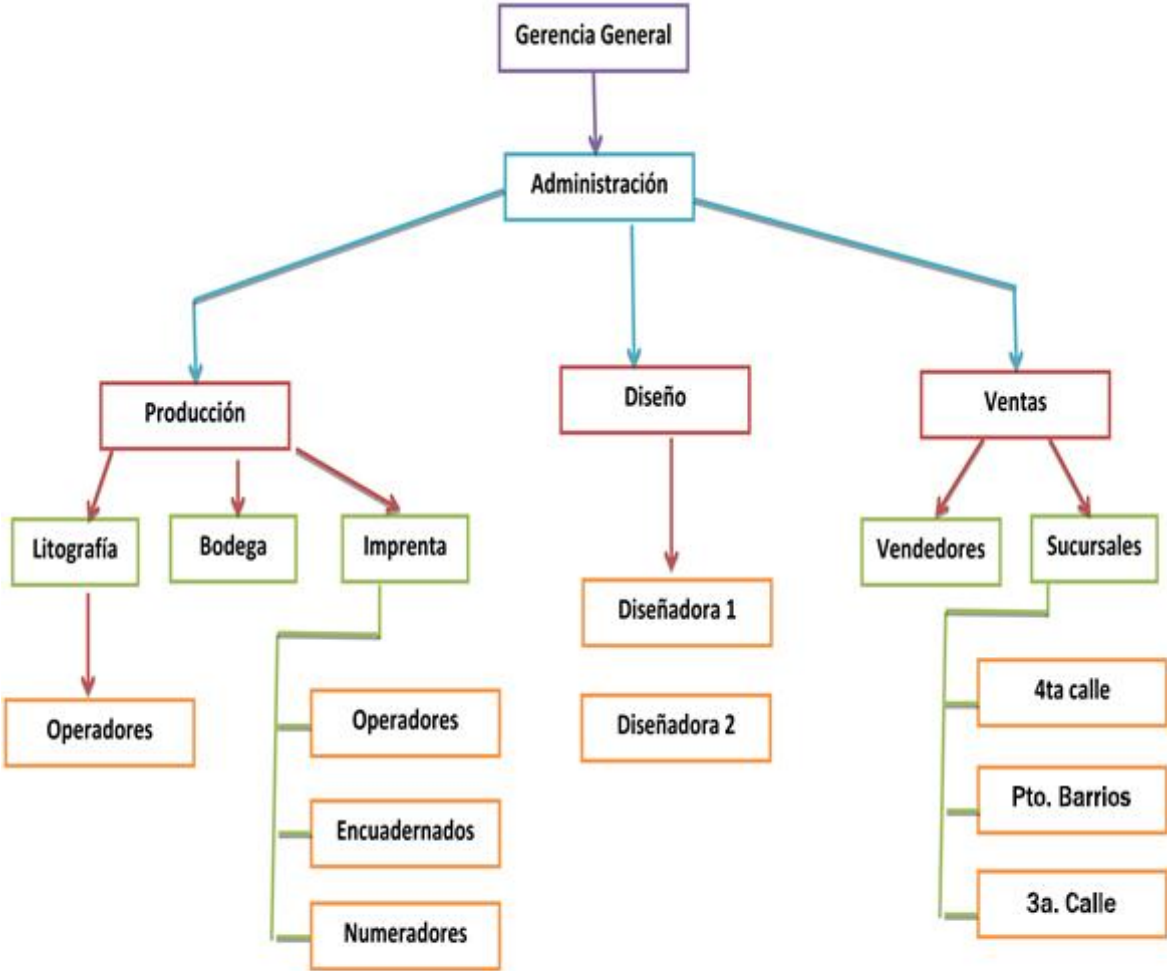 Gerencia General
Administración
Producción
Diseño
Ventas
Litografía
Bodega
Imprenta
Vendedores
Sucursales
Operadores
Operadores
Encuadernados
Numeradores
Diseñadora 1
Diseñadora 2
4ta calle
Pto. Barrios
3a. Calle